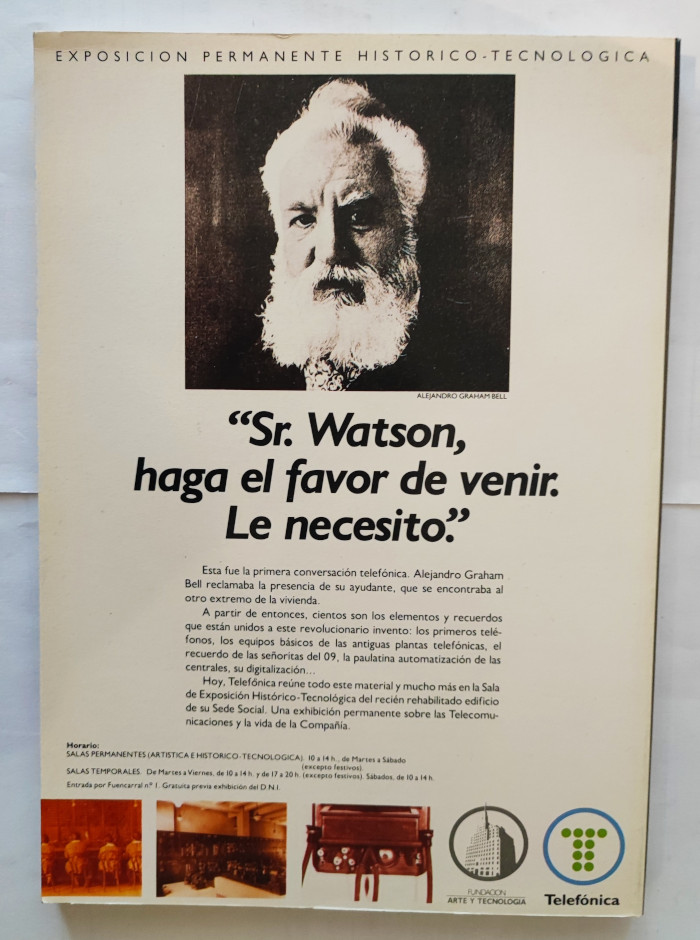 EXPOSICION PERMANENTE HISTORICO-TECNOLOGICA
ALEJANDRO GRAHAM BELL
“Sr. Watson,
haga el favor de venir.
Le necesito.”
Esta fue la primera conversación telefónica. Alejandro Graham
Bell reclamaba la presencia de su ayudante, que se encontraba al
otro extremo de la vivienda.
A partir de entonces, cientos son los elementos y recuerdos
que están unidos a este revolucionario invento: los primeros telé-
fonos, los equipos básicos de las antiguas plantas telefónicas, el
recuerdo de las señoritas del 09, la paulatina automatización de las
centrales, su digitalización...
Hoy, Telefónica reúne todo este material y mucho más en la Sala
de Exposición Histórico-Tecnológica del recién rehabilitado edificio
de su Sede Social. Una exposición permanente sobre las Telecomu-
nicaciones y la vida de la Compañía.
Horario:
SALAS PERMANENTES (ARTISTICA E HISTORICO-TECNOLOGICA). 10 a 14 h., de Martes a Sábado
(excepto festivos).
SALAS TEMPORALES. De Martes a Viernes, de 10 a 14 h. y de 17 a 20 h. (excepto festivos). Sábados, de 10 a 14 h.
Entrada por Fuencarral n.º 1. Gratuita previa exhibición del D.N.I.
FUNDACION
ARTE Y TECNOLOGIA
Telefónica